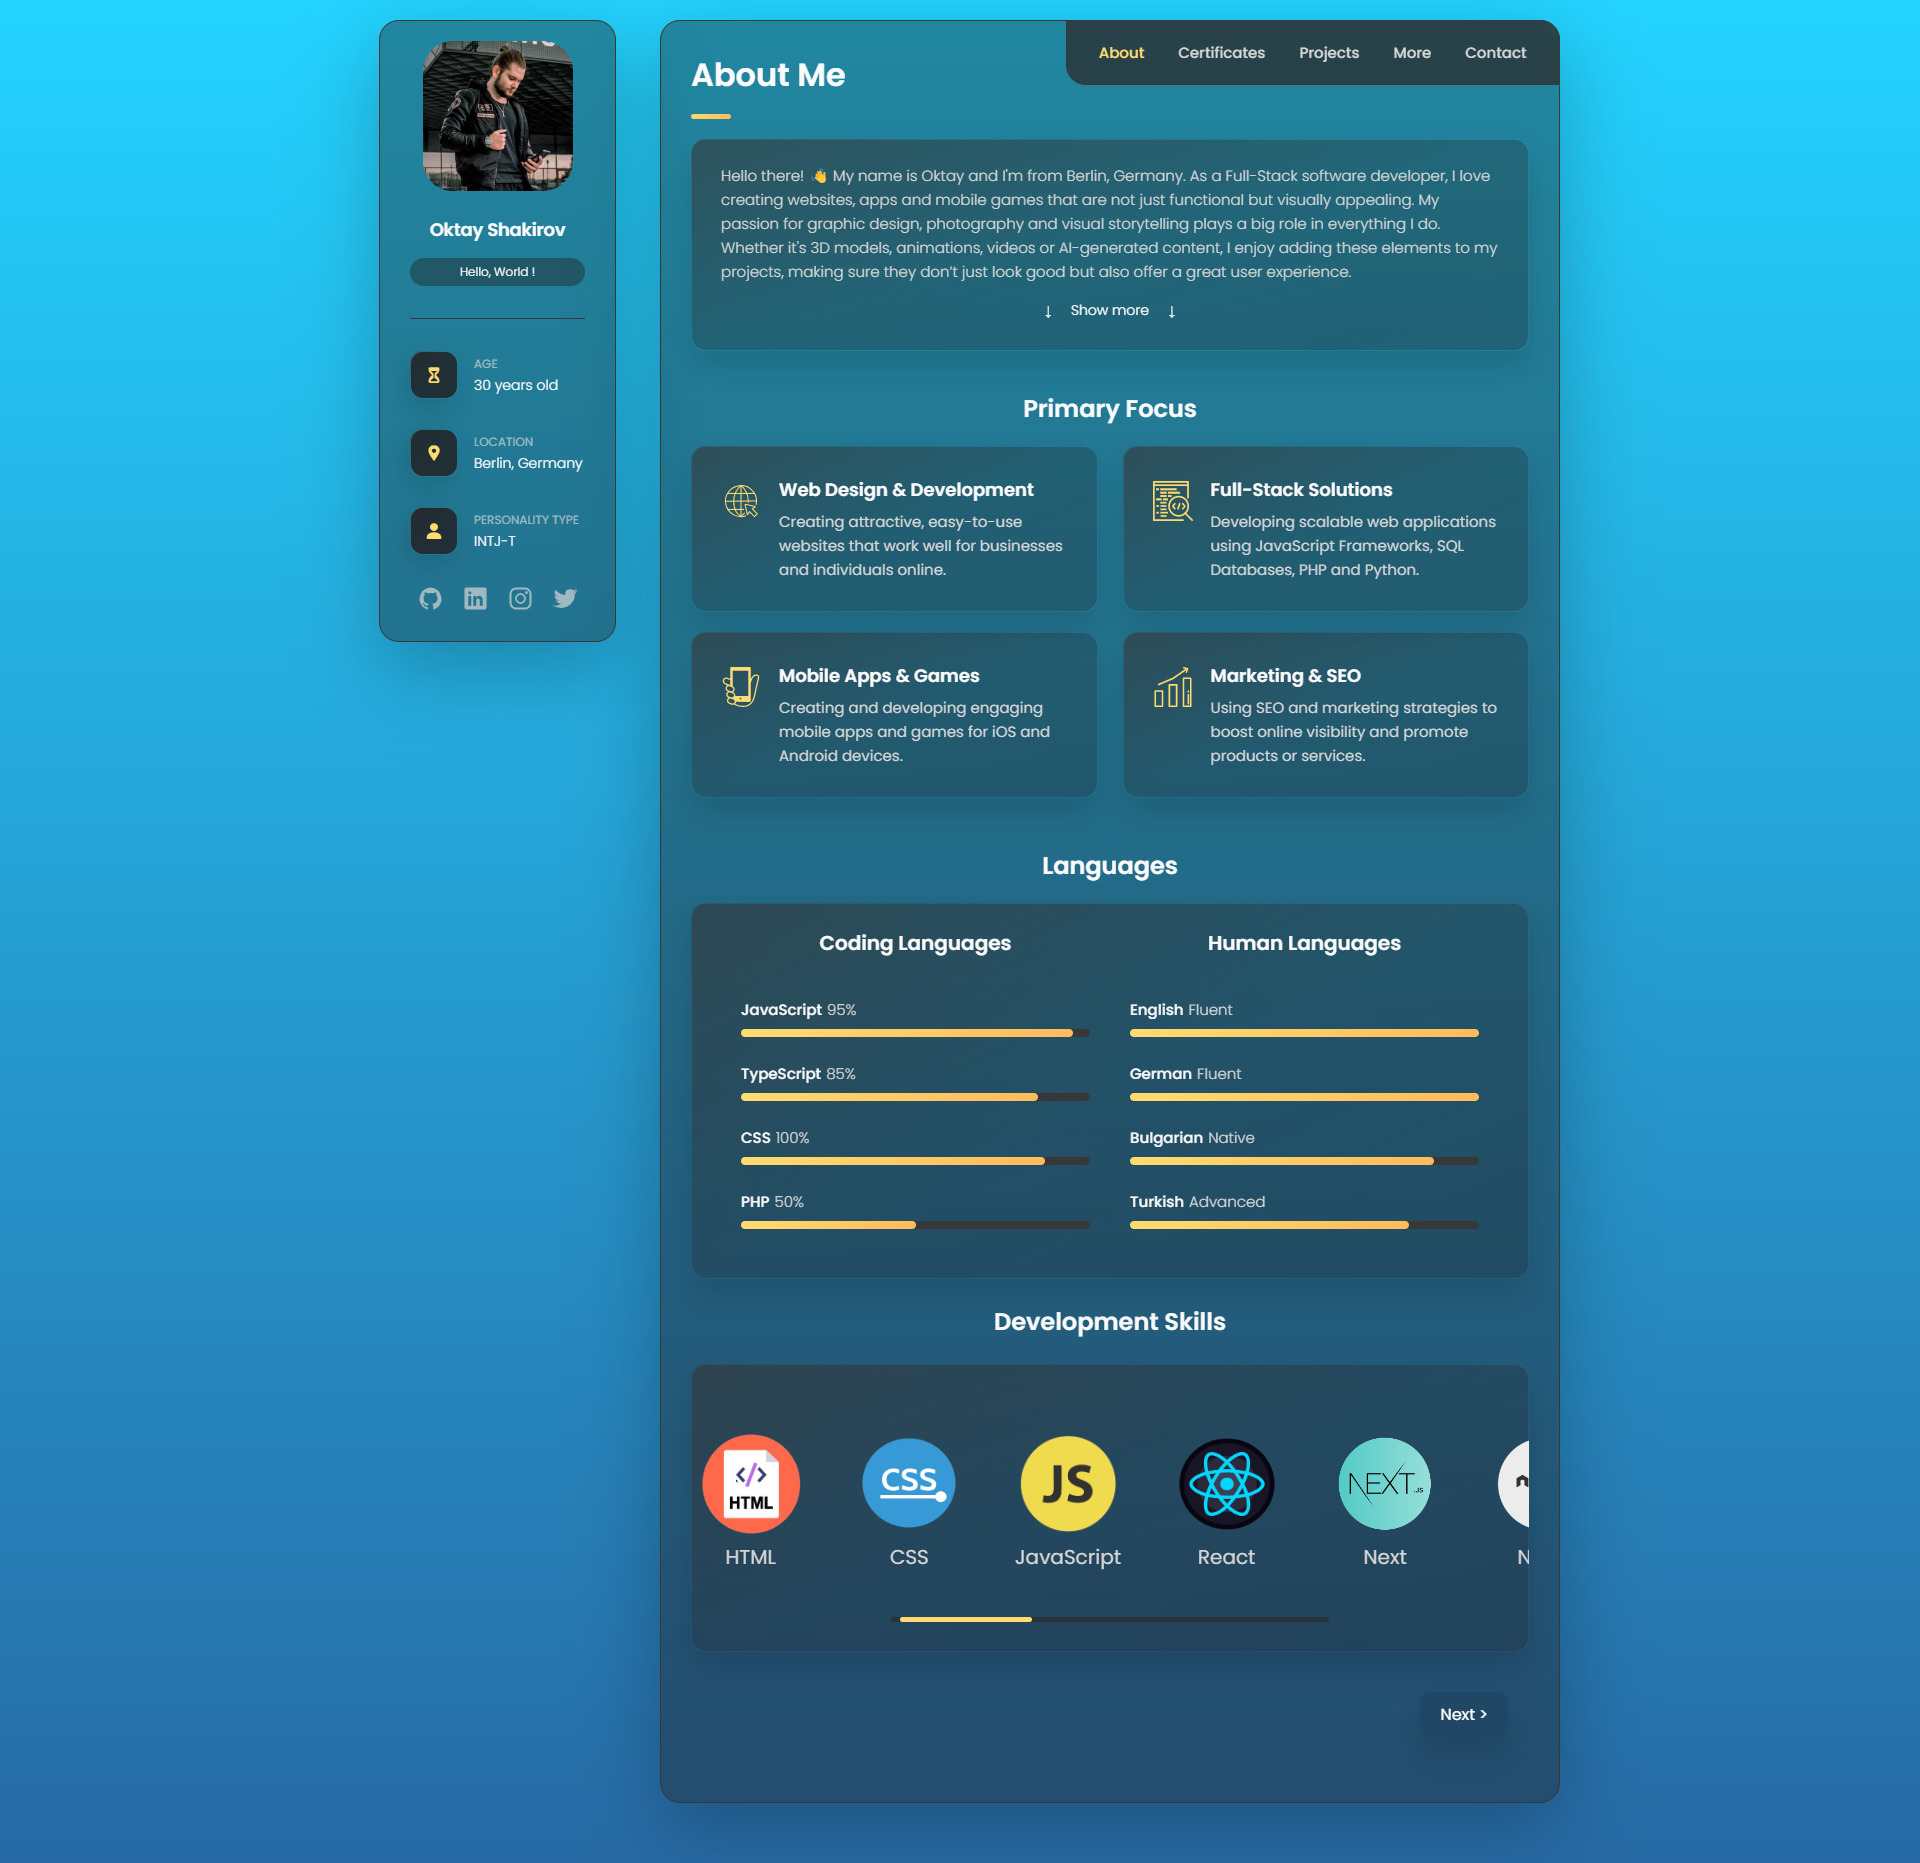 Oktay Shakirov
Hello, World !
AGE
30 years old
LOCATION
Berlin, Germany
PERSONALITY TYPE
INTJ-T
About
Certificates
Projects
More
Contact
About Me
Hello there! 👋 My name is Oktay and I'm from Berlin, Germany. As a Full-Stack software developer, I love
creating websites, apps and mobile games that are not just functional but visually appealing. My
passion for graphic design, photography and visual storytelling plays a big role in everything I do.
Whether it's 3D models, animations, videos or AI-generated content, I enjoy adding these elements to my
projects, making sure they don't just look good but also offer a great user experience.
↓ Show more ↓
Primary Focus
Web Design & Development
Creating attractive, easy-to-use
websites that work well for businesses
and individuals online.
Full-Stack Solutions
Developing scalable web applications
using JavaScript Frameworks, SQL
Databases, PHP and Python.
Mobile Apps & Games
Creating and developing engaging
mobile apps and games for iOS and
Android devices.
Marketing & SEO
Using SEO and marketing strategies to
boost online visibility and promote
products or services.
Languages
Coding Languages
JavaScript 95%
TypeScript 85%
CSS 100%
PHP 50%
Human Languages
English Fluent
German Fluent
Bulgarian Native
Turkish Advanced
Development Skills
</>
HTML
CSS
JS
NEXT.JS
HTML
CSS
JavaScript
React
Next
Next >